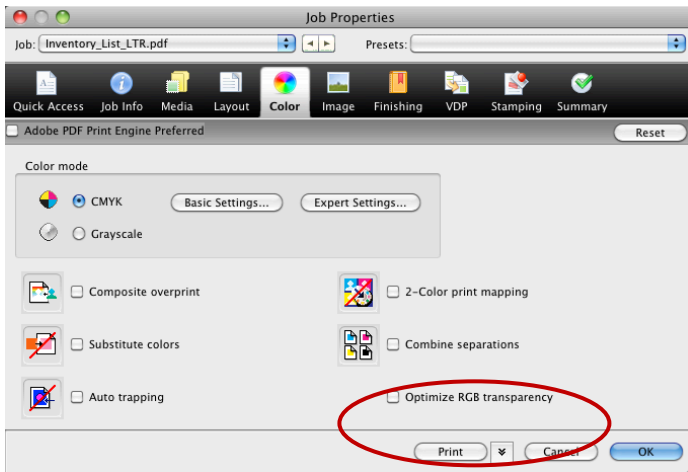 Job Properties
Job: Inventory_List_LTR.pdf Presets:
Quick Access Job Info Media Layout Color Image Finishing VDP Stamping Summary
Adobe PDF Print Engine Preferred Reset
Color mode
CMYK Basic Settings... Expert Settings...
Grayscale
Composite overprint 2-Color print mapping
Substitute colors Combine separations
Auto trapping Optimize RGB transparency
Print Cancel OK